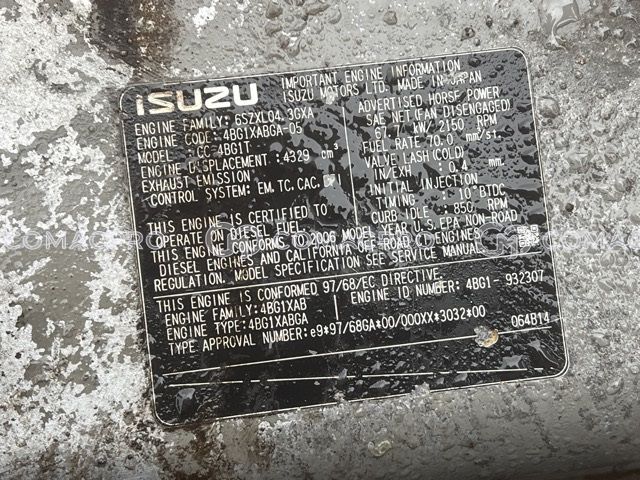 ISUZU
IMPORTANT ENGINE INFORMATION
ISUZU MOTORS LTD. MADE IN JAPAN
ENGINE FAMILY: 6SZXL04.3GXA
ENGINE CODE: 4BG1XABGA-05
MODEL : CC-4BG1T
ENGINE DISPLACEMENT :4329 cm³
EXHAUST EMISSION
CONTROL SYSTEM: EM, TC, CAC,
ADVERTISED HORSE POWER
SAE NET(FAN DISENGAGED)
kW/ 2150 RPM
FUEL RATE 70.0 mm³/st.
VALVE LASH(COLD)
IN/EXH : 0.4 mm
INITIAL INJECTION
TIMING : 10 °BTDC
CURB IDLE : 850 RPM
THIS ENGINE IS CERTIFIED TO
OPERATE ON DIESEL FUEL.
THIS ENGINE CONFORMS TO 2006 MODEL YEAR U.S.EPA NON-ROAD
DIESEL ENGINES AND CALIFORNIA OFF-ROAD ENGINES
REGULATION. MODEL SPECIFICATION SEE SERVICE MANUAL.
THIS ENGINE IS CONFORMED 97/68/EC DIRECTIVE.
ENGINE FAMILY: 4BG1XAB
ENGINE ID NUMBER: 4BG1- 932307
ENGINE TYPE: 4BG1XABGA
TYPE APPROVAL NUMBER: e9*97/68GA*00/000XX*3032*00
064B14